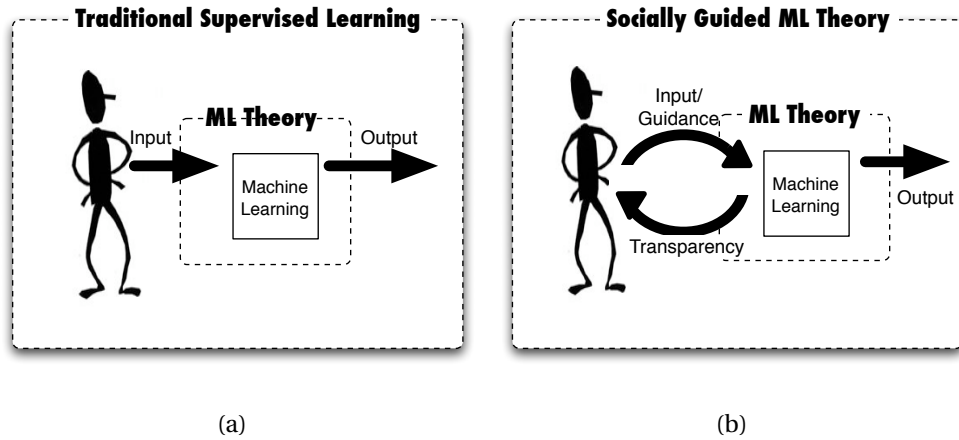 Traditional Supervised Learning
ML Theory
Input
Output
Machine
Learning
(a)
Socially Guided ML Theory
Input/
Guidance
ML Theory
Machine
Learning
Output
Transparency
(b)